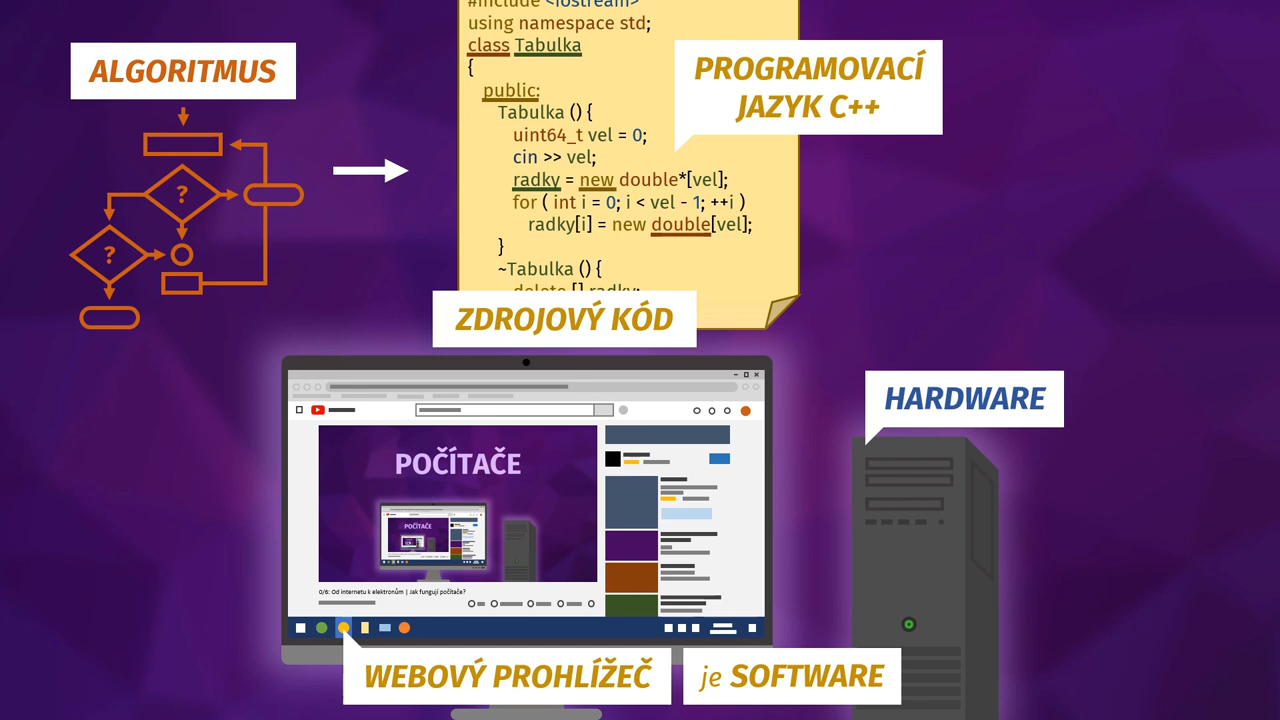 #include <iostream>
using namespace std;
class Tabulka
{
public:
Tabulka () {
uint64_t vel = 0;
cin >> vel;
radky = new double*[vel];
for ( int i = 0; i < vel - 1; ++i )
radky[i] = new double[vel];
}
~Tabulka () {
delete [] radky;
ALGORITMUS
?
?
PROGRAMOVACÍ
JAZYK C++
ZDROJOVÝ KÓD
HARDWARE
POČÍTAČE
POČÍTAČE
0/6: Od internetu k elektronům | Jak fungují počítače?
WEBOVÝ PROHLÍŽEČ
je SOFTWARE